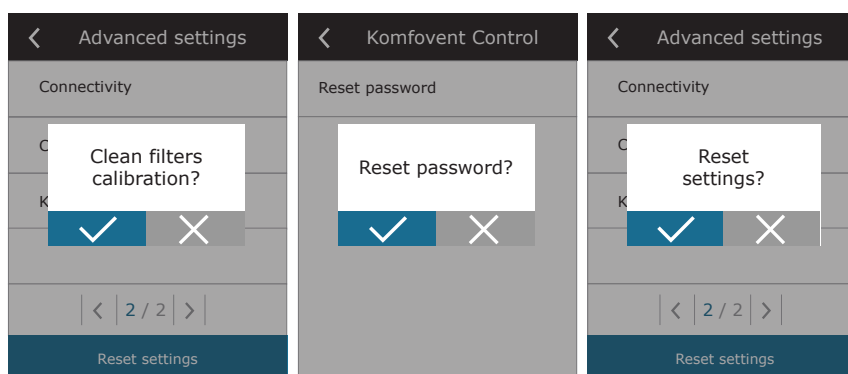 Advanced settings
Connectivity
C
Clean filters
calibration?
K
2 / 2
Reset settings
Komfovent Control
Reset password
Reset password?
Advanced settings
Connectivity
C
Reset
settings?
K
2 / 2
Reset settings